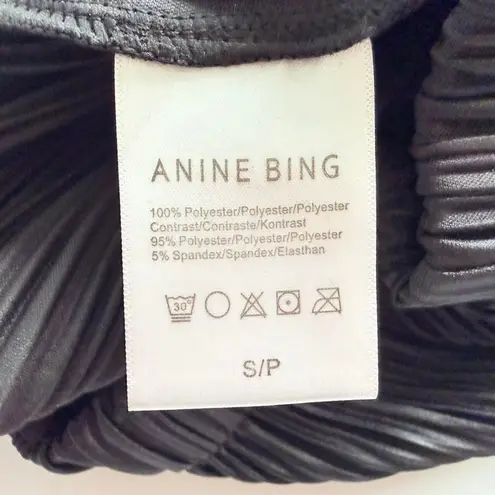 ANINE BING
100% Polyester/Polyester/Polyester
Contrast/Contraste/Kontrast
95% Polyester/Polyester/Polyester
5% Spandex/Spandex/Elasthan
30°
S/P